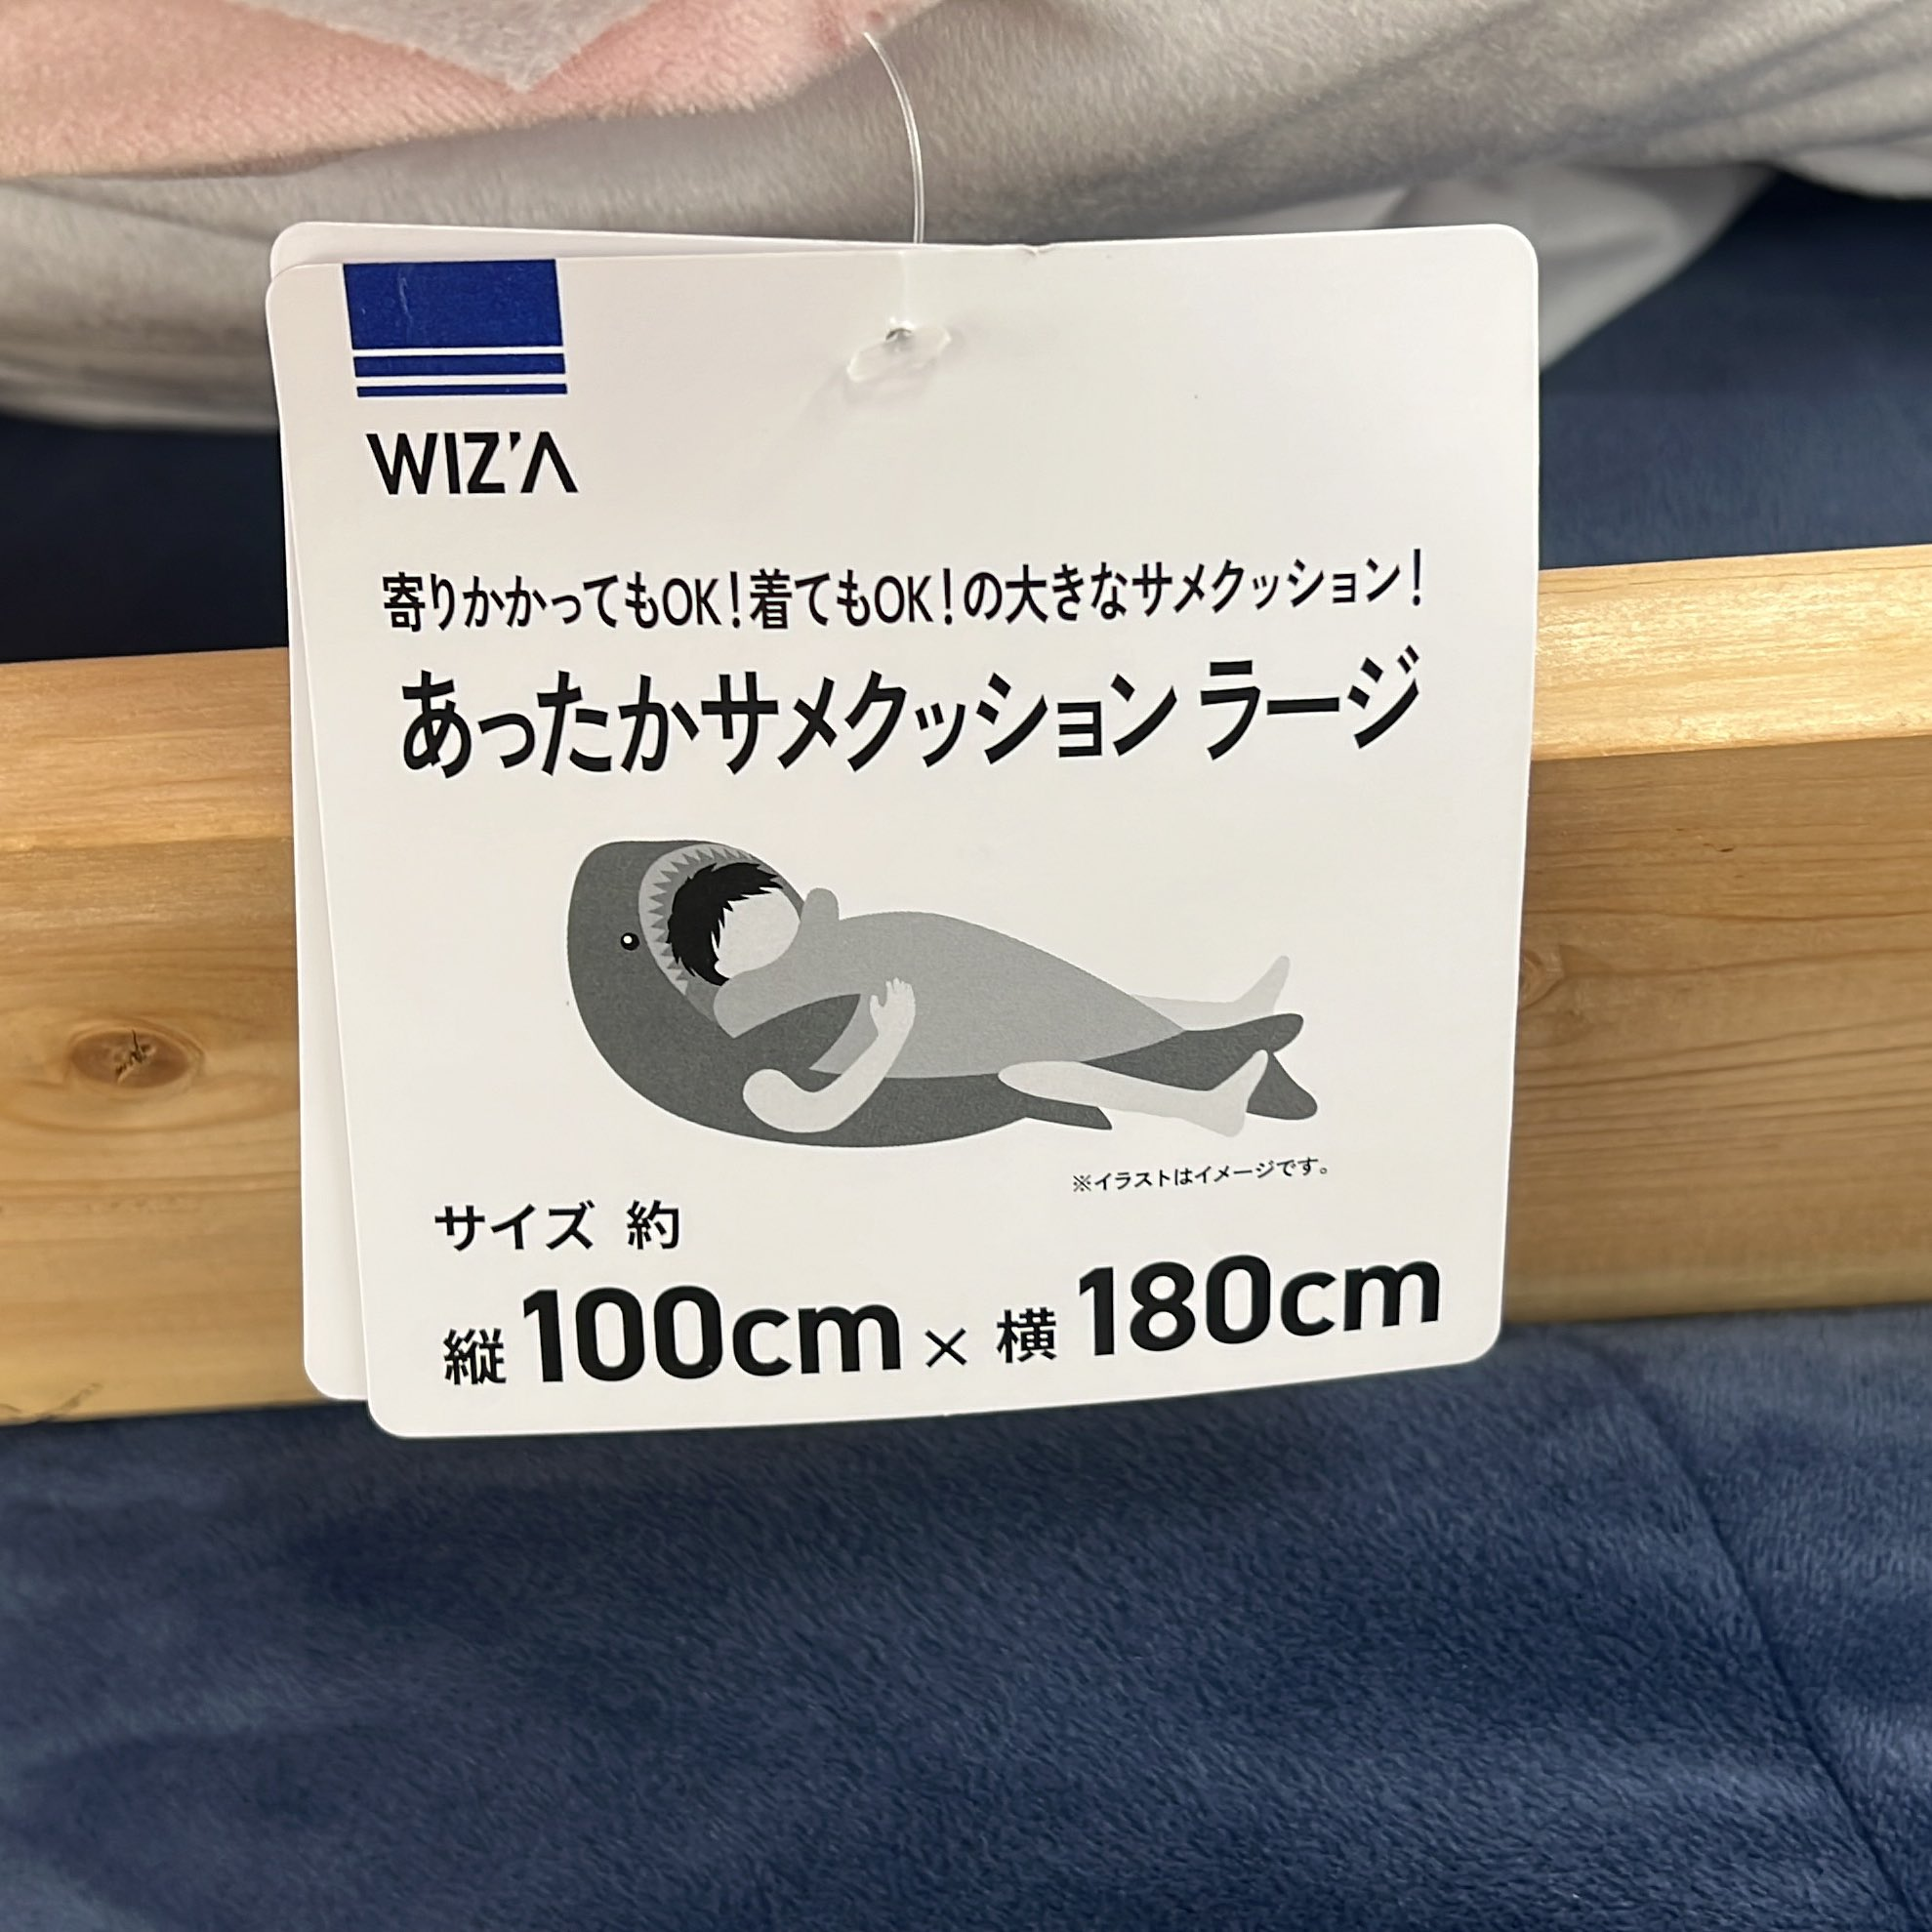 WIZ'A
寄りかかってもOK!着てもOK!の大きなサメクッション!
あったかサメクッション ラージ
※イラストはイメージです。
サイズ 約
縦 100cm × 横 180cm